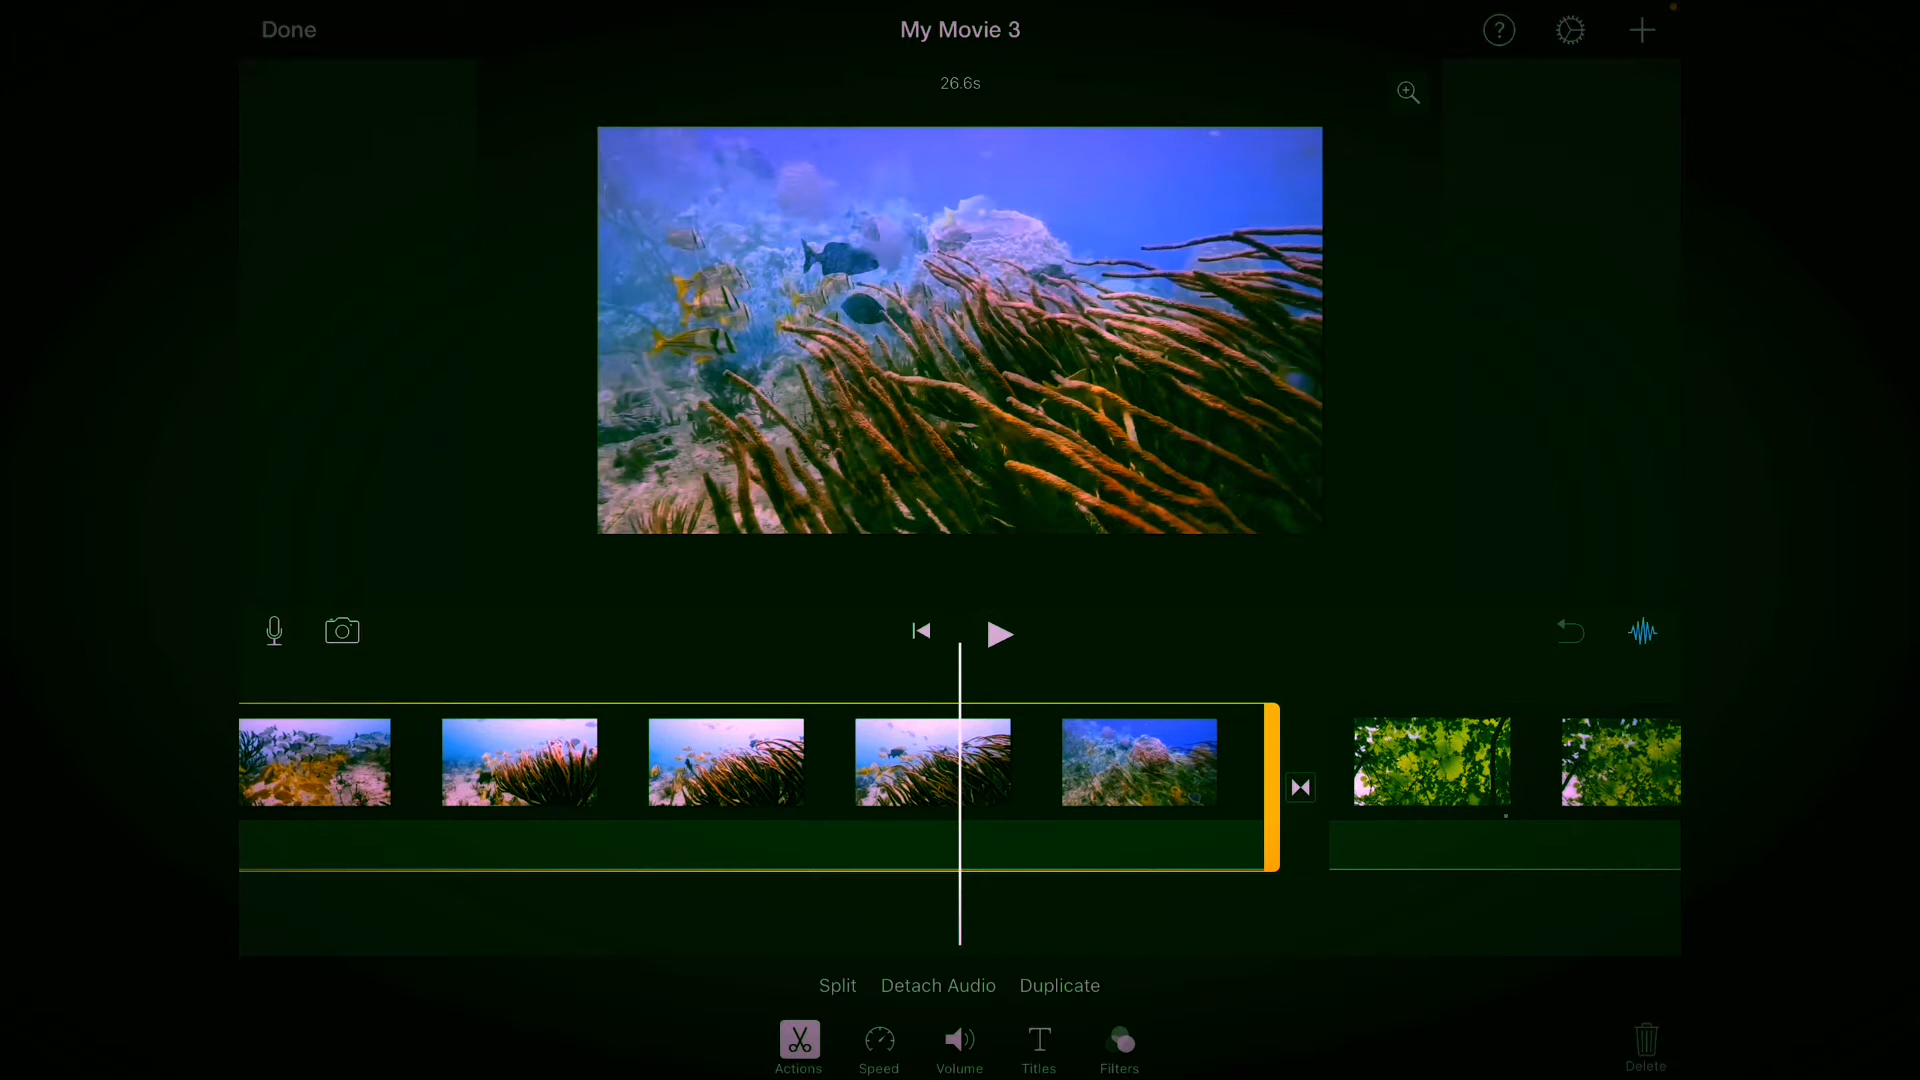 Done
My Movie 3
26.6s
Split Detach Audio Duplicate
Actions Speed Volume Titles Filters
Delete